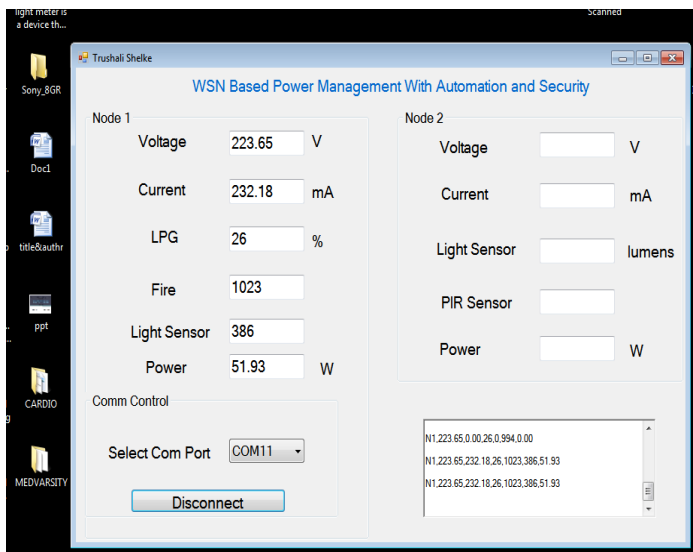 light meter is
a device th...
Scanned
Sony_8GR
Doc1
title&authr
ppt
CARDIO
MEDVARSITY
Trushali Shelke
WSN Based Power Management With Automation and Security
Node 1
Voltage 223.65 V
Current 232.18 mA
LPG 26 %
Fire 1023
Light Sensor 386
Power 51.93 W
Comm Control
Select Com Port COM11
Disconnect
Node 2
Voltage V
Current mA
Light Sensor lumens
PIR Sensor
Power W
N1,223.65,0.00,26,0,994,0.00
N1,223.65,232.18,26,1023,386,51.93
N1,223.65,232.18,26,1023,386,51.93